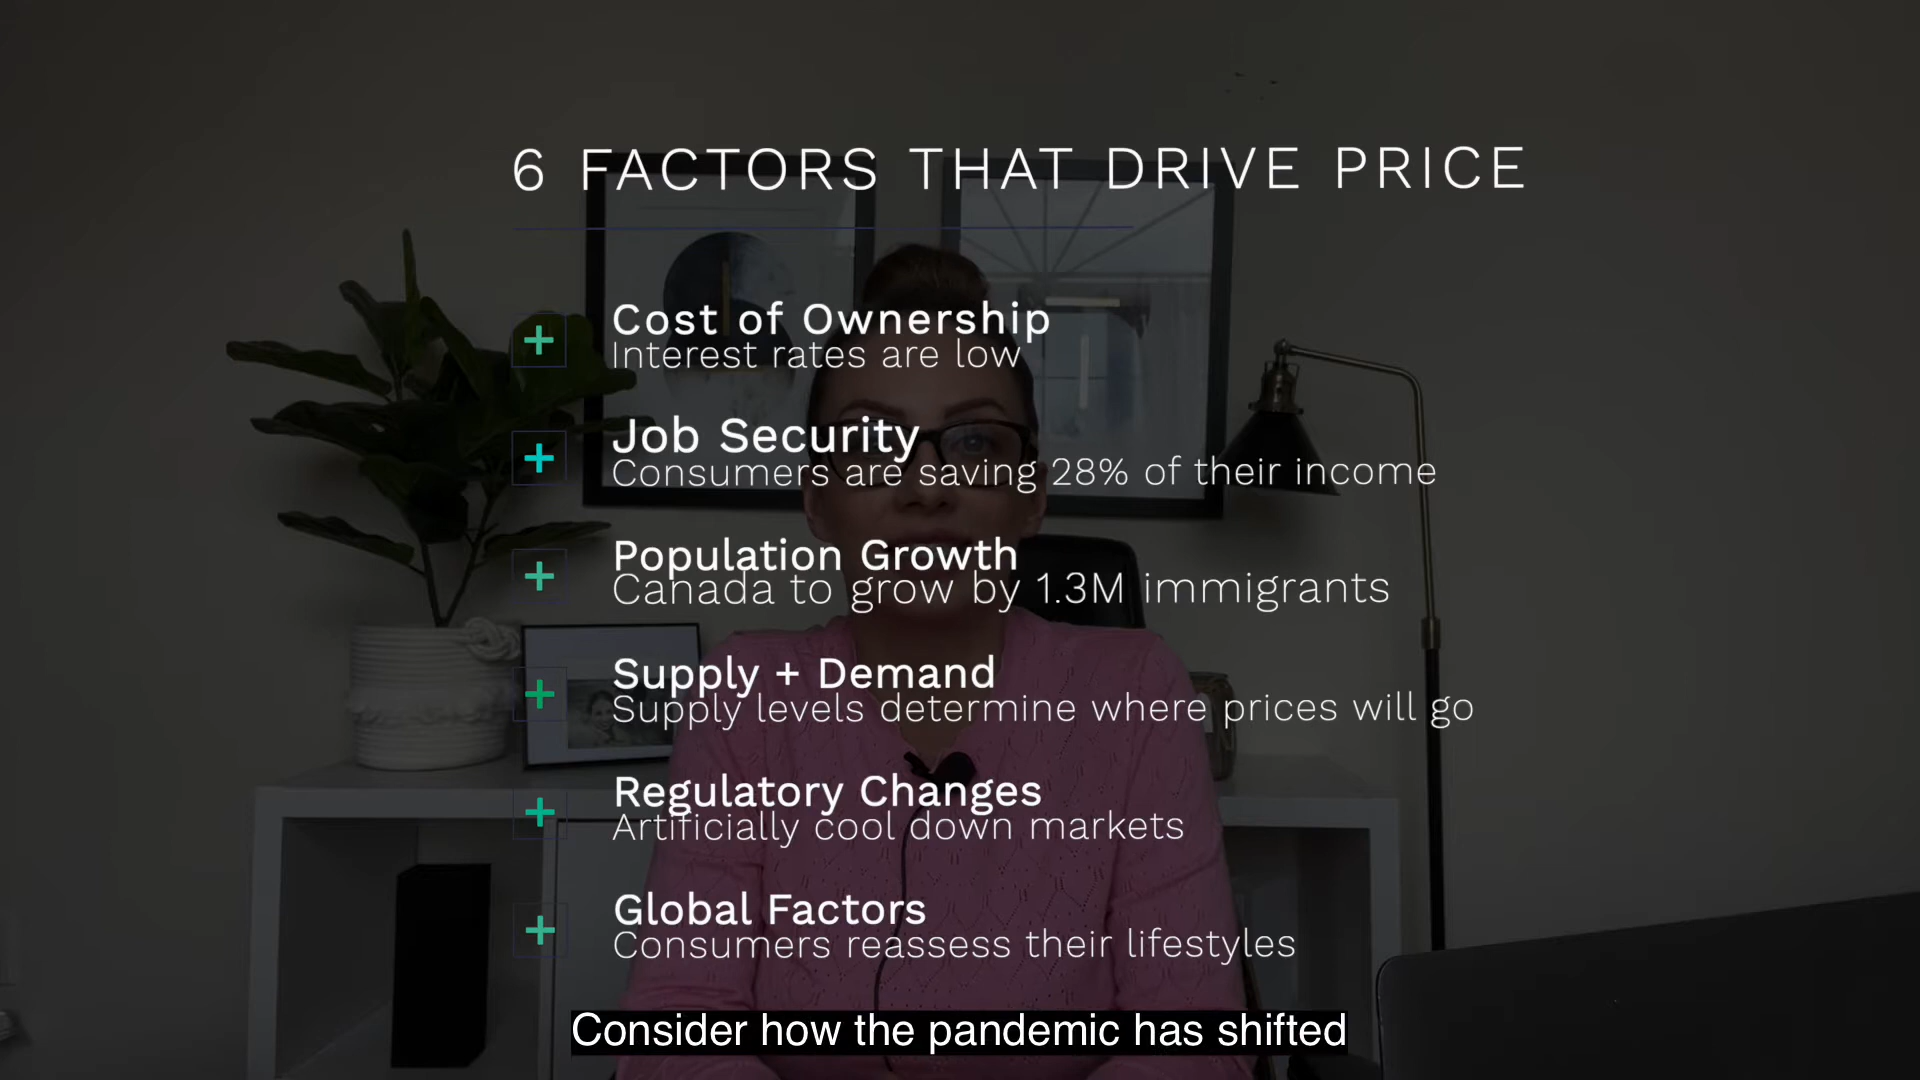 6 FACTORS THAT DRIVE PRICE
Cost of Ownership
Interest rates are low
Job Security
Consumers are saving 28% of their income
Population Growth
Canada to grow by 1.3M immigrants
Supply + Demand
Supply levels determine where prices will go
Regulatory Changes
Artificially cool down markets
Global Factors
Consumers reassess their lifestyles
Consider how the pandemic has shifted